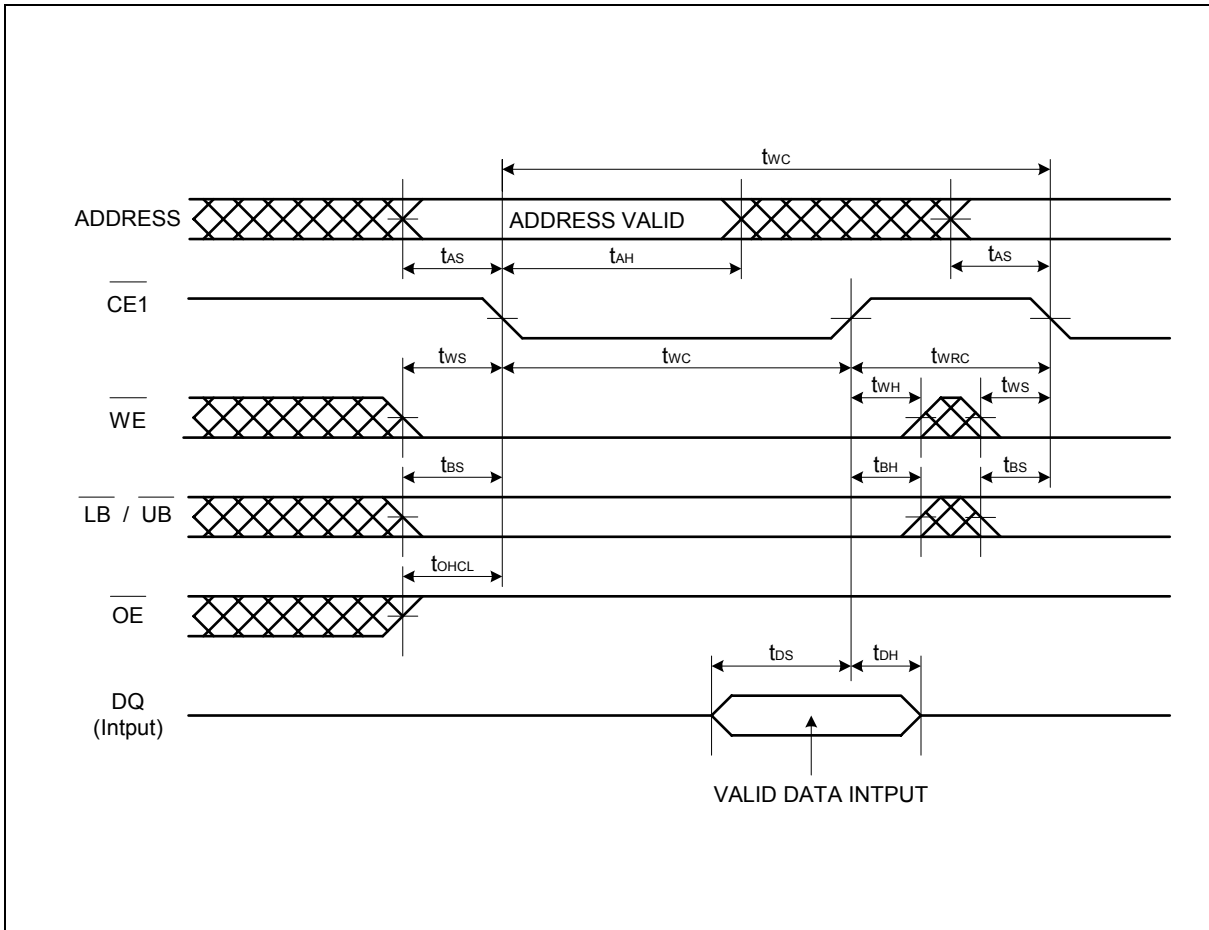 tWC
ADDRESS
ADDRESS VALID
tAS
tAH
tAS
CE1
tWS
tWC
tWRC
tWH
tWS
WE
tBS
tBH
tBS
LB / UB
tOHCL
OE
tDS
tDH
DQ
(Intput)
VALID DATA INTPUT